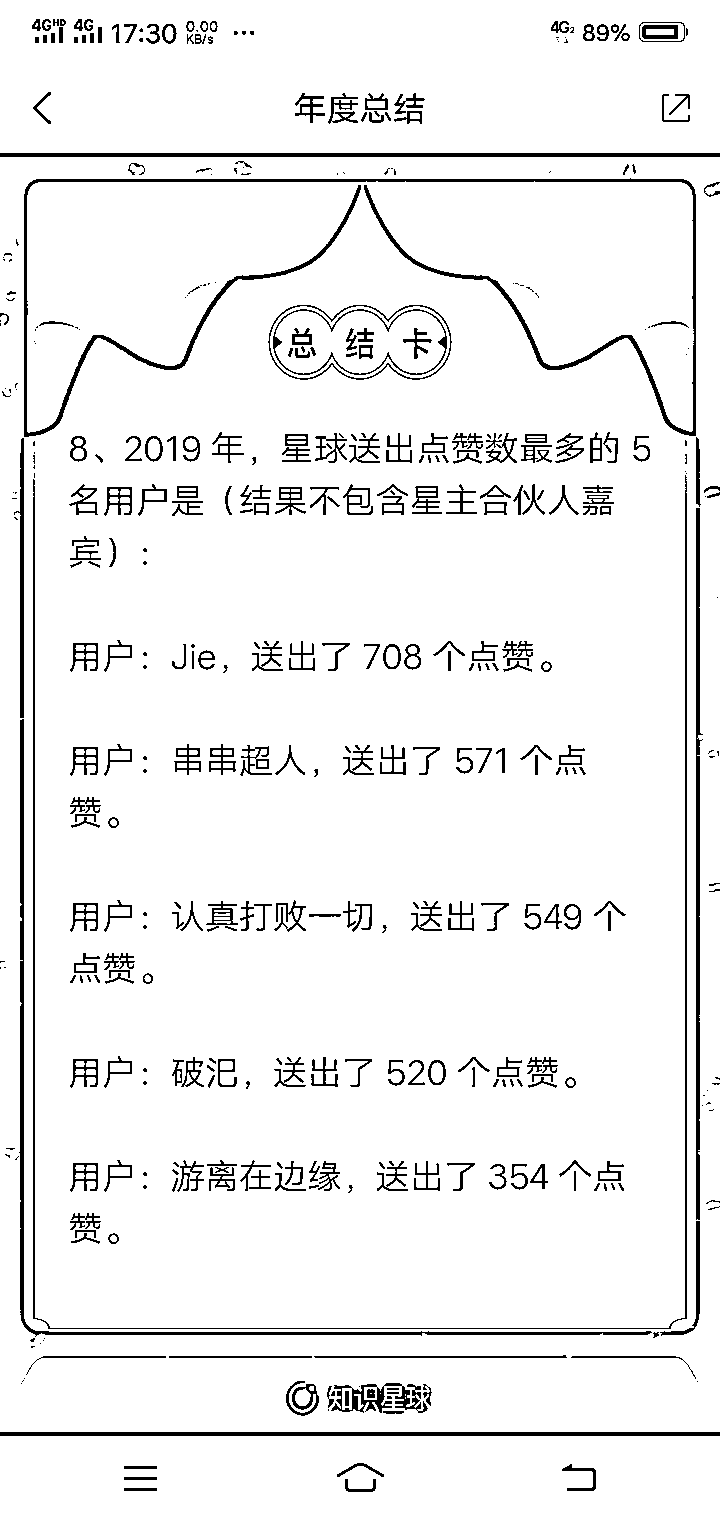 4GHD 4G 17:30 0.00 KB/s ··· 4G2 89%
年度总结
总结卡
8、2019 年，星球送出点赞数最多的 5
名用户是（结果不包含星主合伙人嘉
宾）：
用户：Jie，送出了 708 个点赞。
用户：串串超人，送出了 571 个点
赞。
用户：认真打败一切，送出了 549 个
点赞。
用户：破汜，送出了 520 个点赞。
用户：游离在边缘，送出了 354 个点
赞。
知识星球